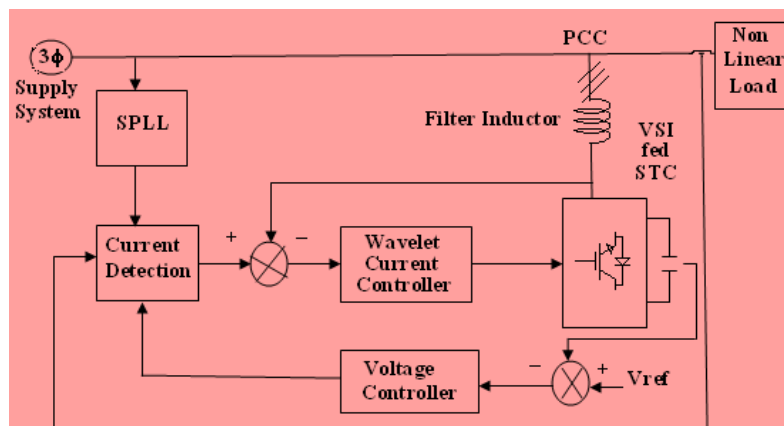 3ϕ
Supply
System
PCC
Non
Linear
Load
SPLL
Filter Inductor
VSI
fed
STC
Current
Detection
+
−
Wavelet
Current
Controller
Voltage
Controller
−
+
Vref